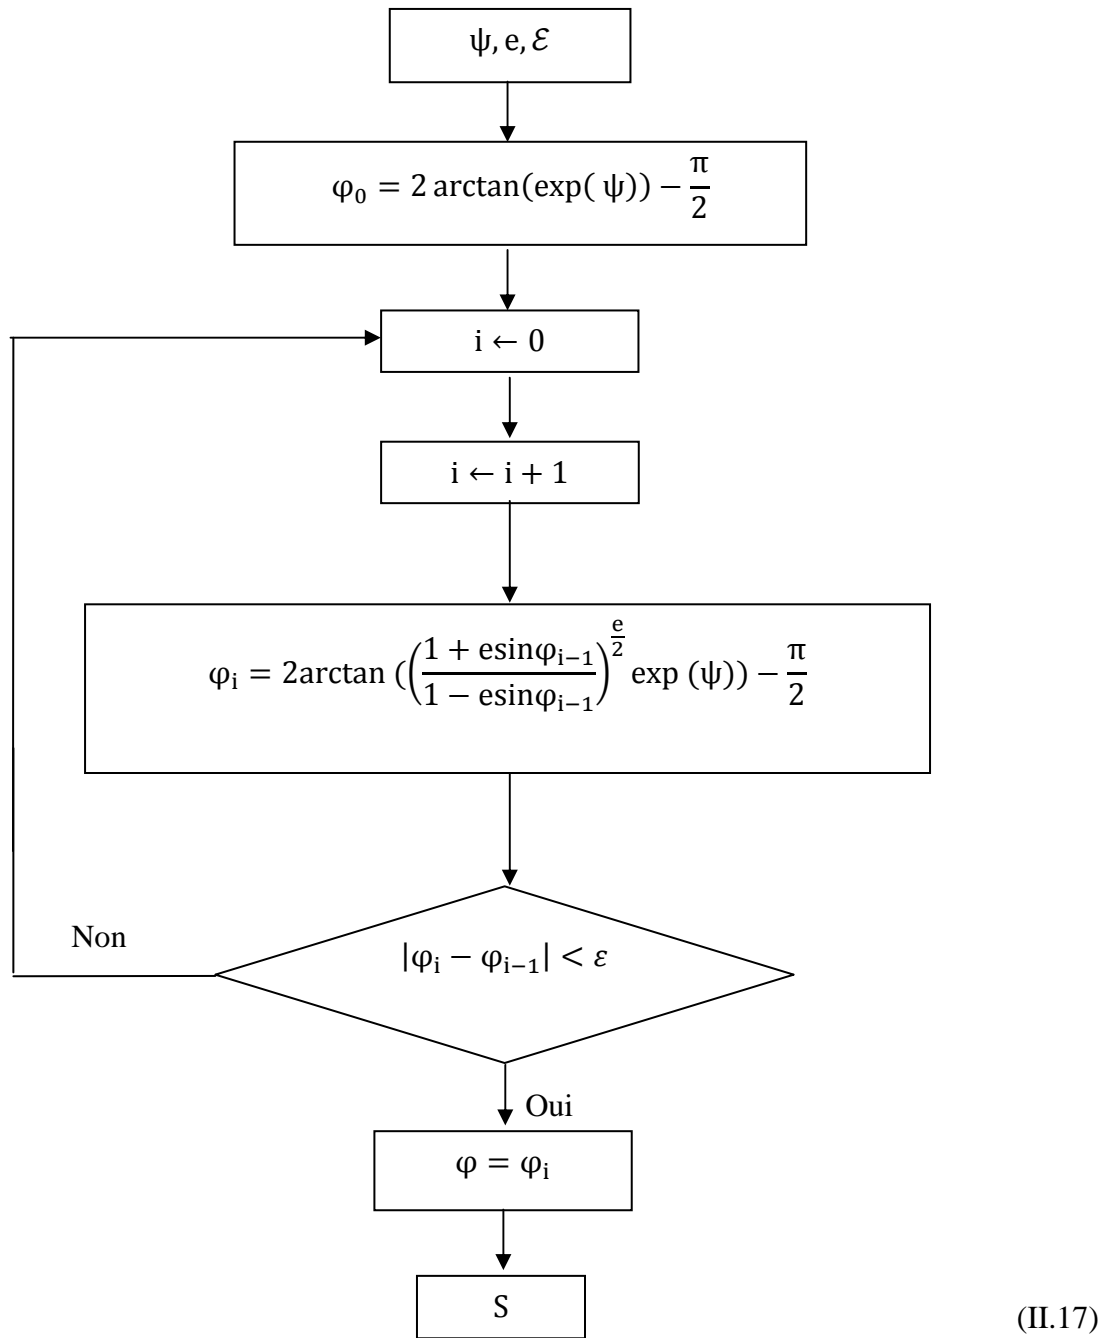 ψ, e, ℰ
φ₀ = 2 arctan(exp( ψ)) − π/2
i ← 0
i ← i + 1
φᵢ = 2arctan (((1 + esinφᵢ₋₁)/(1 − esinφᵢ₋₁))^(e/2) exp (ψ)) − π/2
Non
|φᵢ − φᵢ₋₁| < ε
Oui
φ = φᵢ
S
(II.17)